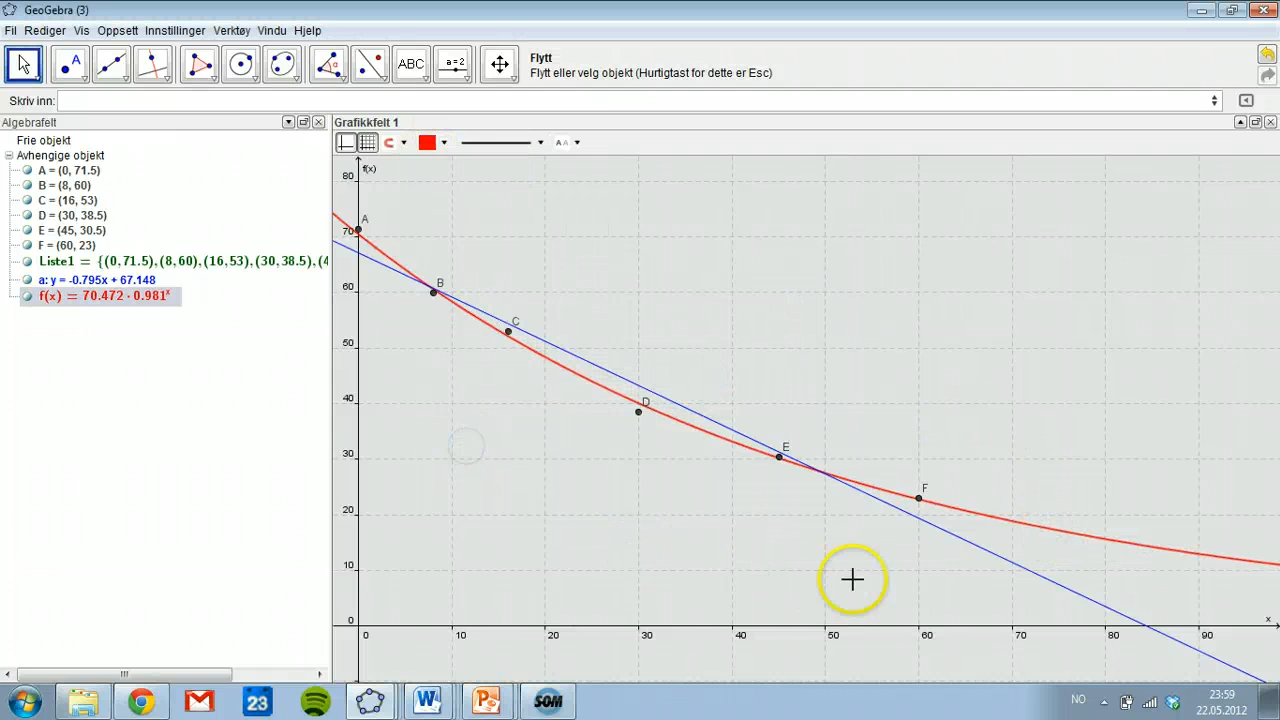 GeoGebra (3)
Fil Rediger Vis Oppsett Innstillinger Verktøy Vindu Hjelp
A ABC a=2
Flytt
Flytt eller velg objekt (Hurtigtast for dette er Esc)
Skriv inn:
Algebrafelt
Grafikkfelt 1
Frie objekt
Avhengige objekt
A = (0, 71.5)
B = (8, 60)
C = (16, 53)
D = (30, 38.5)
E = (45, 30.5)
F = (60, 23)
Liste1 = {(0,71.5),(8,60),(16,53),(30,38.5),(4
a: y = -0.795x + 67.148
f(x) = 70.472 · 0.981ˣ
A A
f(x)
80
70
60
50
40
30
20
10
0
A
B
C
D
E
F
x
0 10 20 30 40 50 60 70 80 90
23
W
P
SOM
NO
23:59
22.05.2012